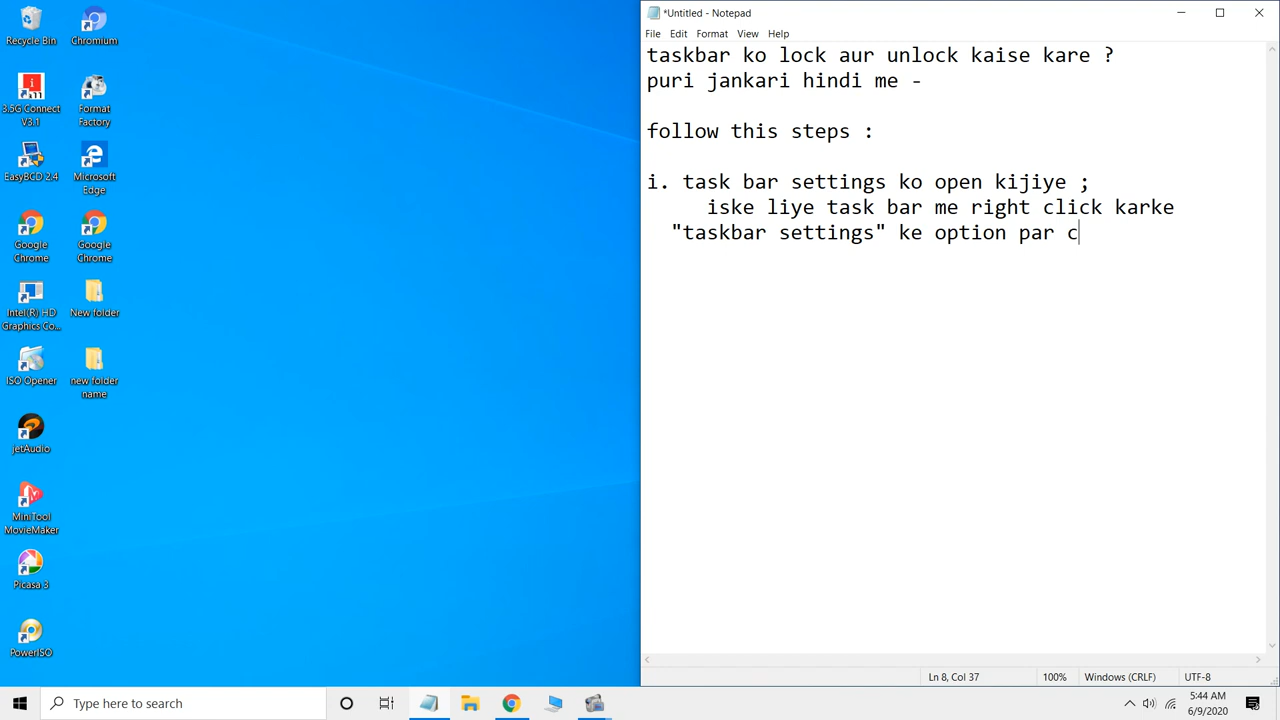 Recycle Bin
Chromium
3.5G Connect
V3.1
Format
Factory
EasyBCD 2.4
Microsoft
Edge
Google
Chrome
Google
Chrome
Intel(R) HD
Graphics Co...
New folder
ISO Opener
new folder
name
jetAudio
MiniTool
MovieMaker
Picasa 3
PowerISO
*Untitled - Notepad
File Edit Format View Help
taskbar ko lock aur unlock kaise kare ?
puri jankari hindi me -
follow this steps :
i. task bar settings ko open kijiye ;
iske liye task bar me right click karke
"taskbar settings" ke option par c
Ln 8, Col 37 100% Windows (CRLF) UTF-8
Type here to search
5:44 AM
6/9/2020